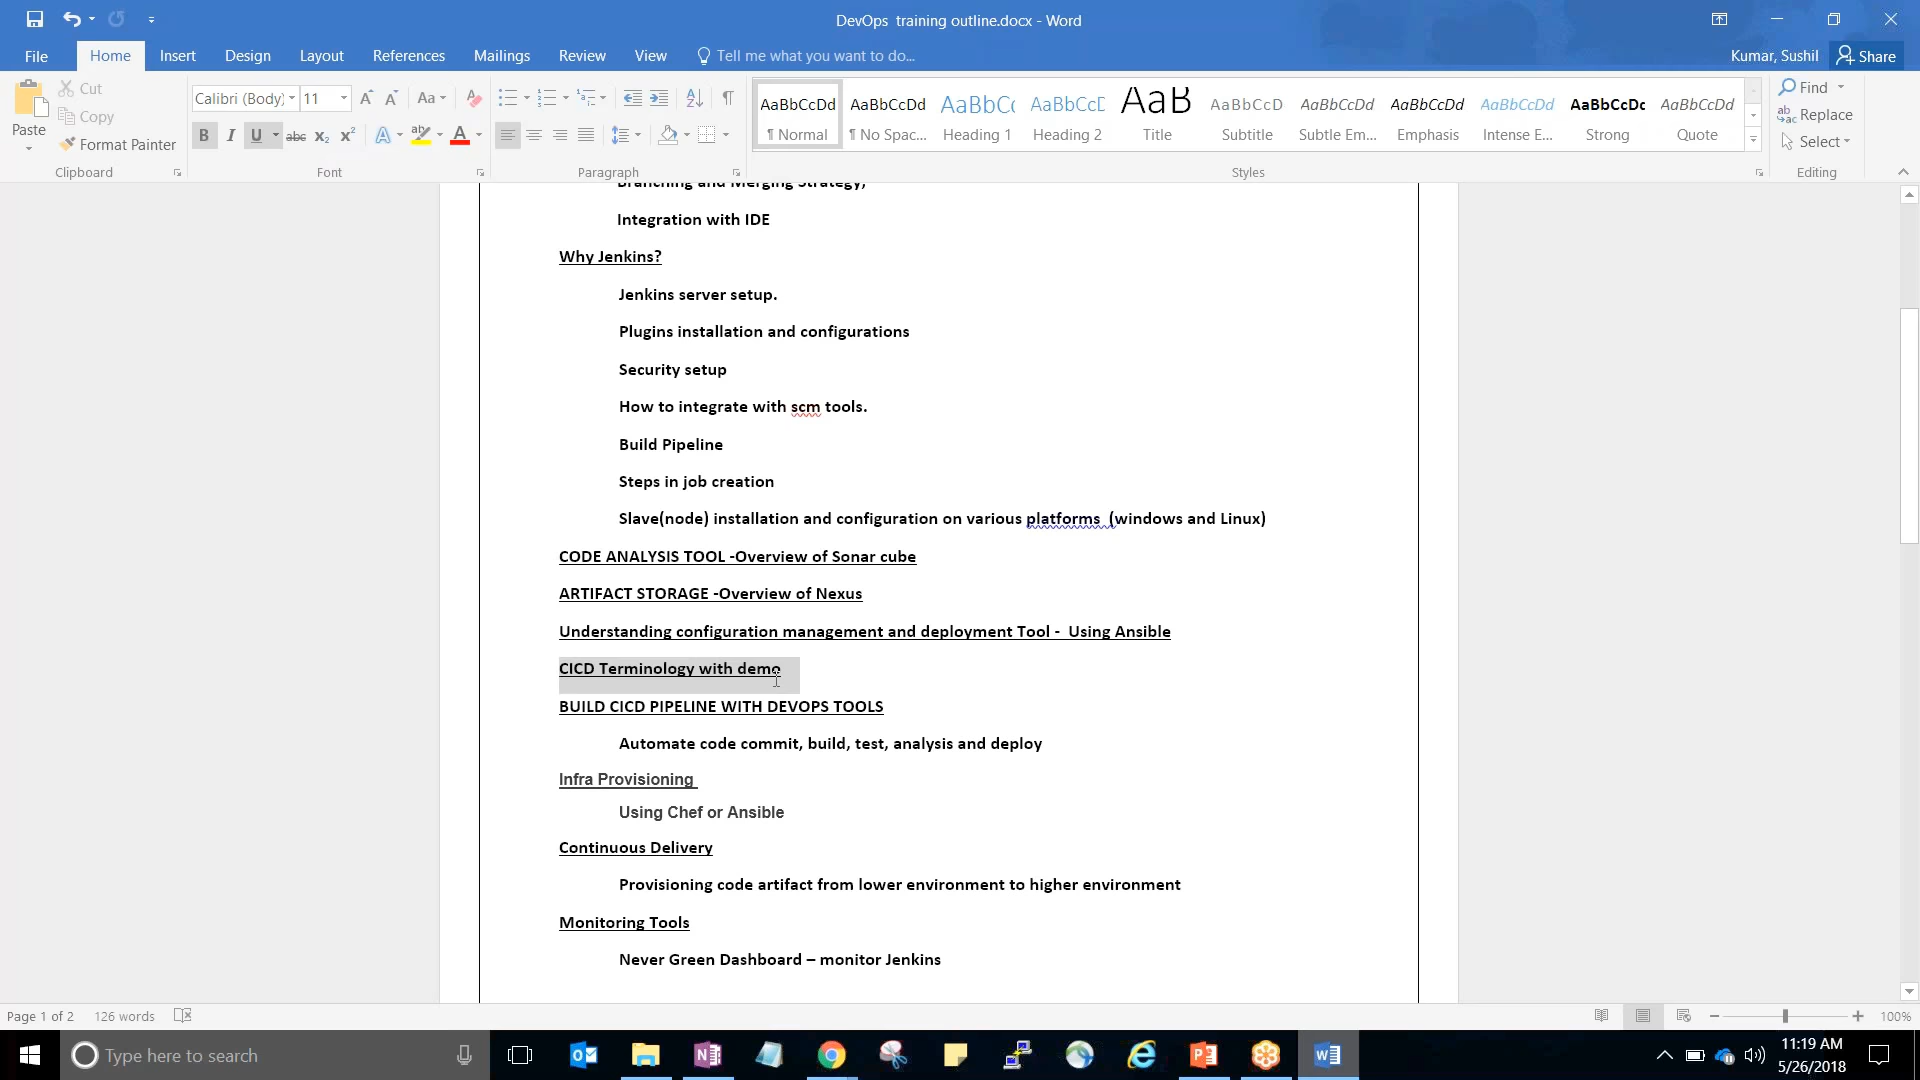 DevOps  training outline.docx - Word
File
Home
Insert
Design
Layout
References
Mailings
Review
View
Tell me what you want to do...
Kumar, Sushil
Share
Paste
Cut
Copy
Format Painter
Clipboard
Calibri (Body)
11
Font
Paragraph
AaBbCcDd
¶ Normal
AaBbCcDd
¶ No Spac...
AaBbC
Heading 1
AaBbCcE
Heading 2
AaB
Title
AaBbCcD
Subtitle
AaBbCcDd
Subtle Em...
AaBbCcDd
Emphasis
AaBbCcDd
Intense E...
AaBbCcDc
Strong
AaBbCcDd
Quote
Styles
Find
Replace
Select
Editing
Branching and Merging Strategy,
Integration with IDE
Why Jenkins?
Jenkins server setup.
Plugins installation and configurations
Security setup
How to integrate with scm tools.
Build Pipeline
Steps in job creation
Slave(node) installation and configuration on various platforms  (windows and Linux)
CODE ANALYSIS TOOL -Overview of Sonar cube
ARTIFACT STORAGE -Overview of Nexus
Understanding configuration management and deployment Tool -  Using Ansible
CICD Terminology with demo
BUILD CICD PIPELINE WITH DEVOPS TOOLS
Automate code commit, build, test, analysis and deploy
Infra Provisioning
Using Chef or Ansible
Continuous Delivery
Provisioning code artifact from lower environment to higher environment
Monitoring Tools
Never Green Dashboard – monitor Jenkins
Page 1 of 2
126 words
100%
Type here to search
11:19 AM
5/26/2018